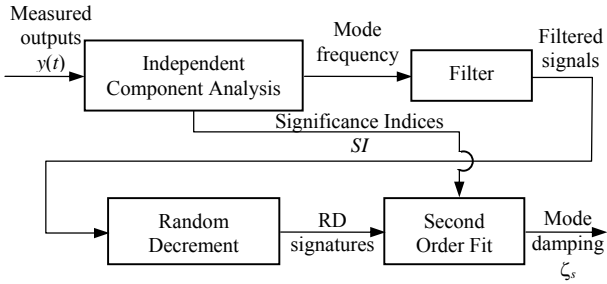 Measured
outputs
y(t)
Independent
Component Analysis
Mode
frequency
Filter
Filtered
signals
Significance Indices
SI
Random
Decrement
RD
signatures
Second
Order Fit
Mode
damping
ζs